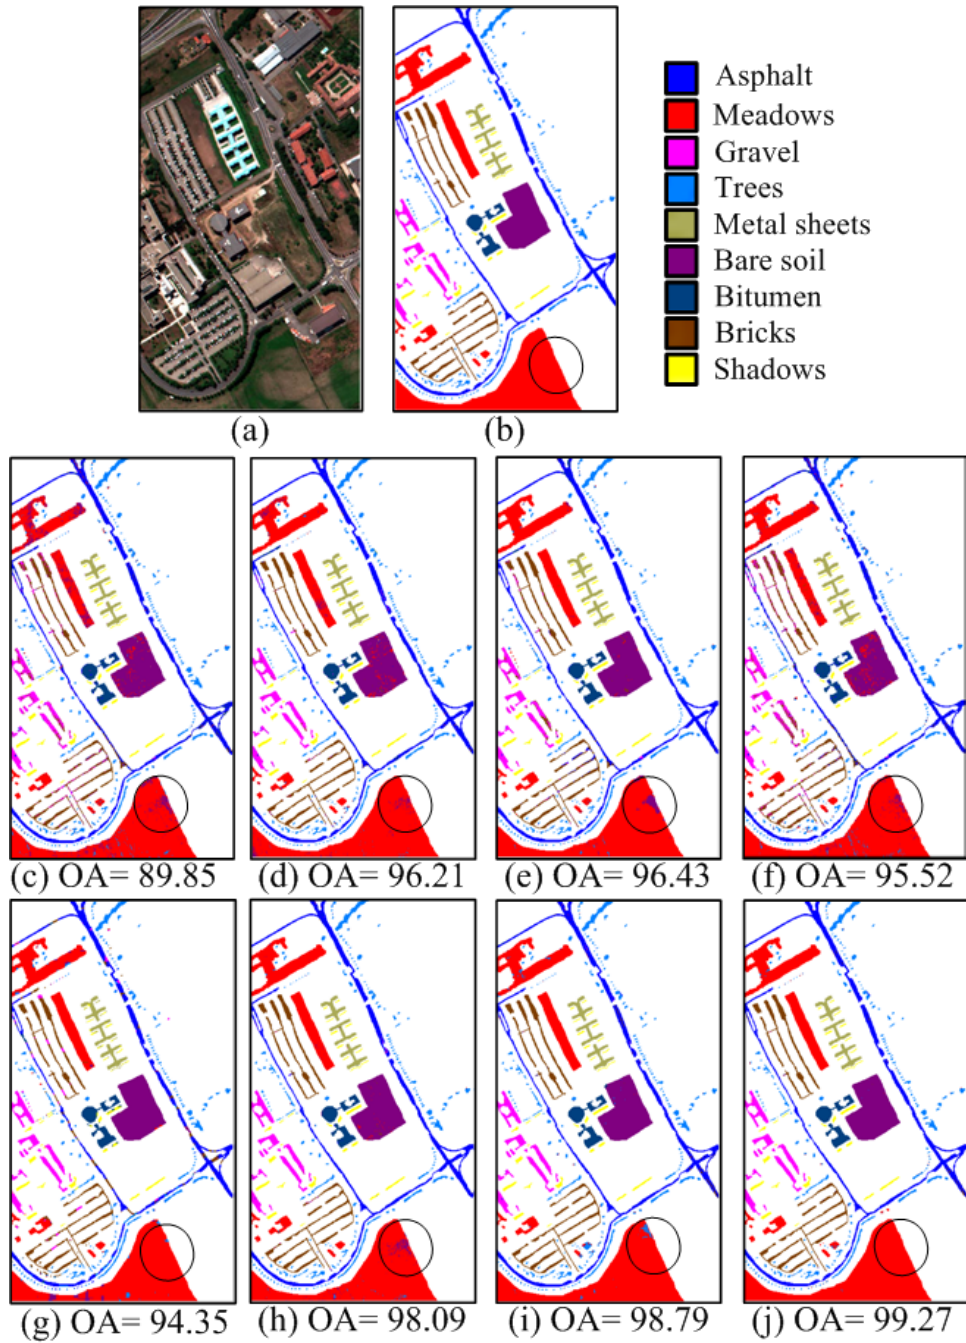 Asphalt
Meadows
Gravel
Trees
Metal sheets
Bare soil
Bitumen
Bricks
Shadows
(a)
(b)
(c) OA= 89.85
(d) OA= 96.21
(e) OA= 96.43
(f) OA= 95.52
(g) OA= 94.35
(h) OA= 98.09
(i) OA= 98.79
(j) OA= 99.27